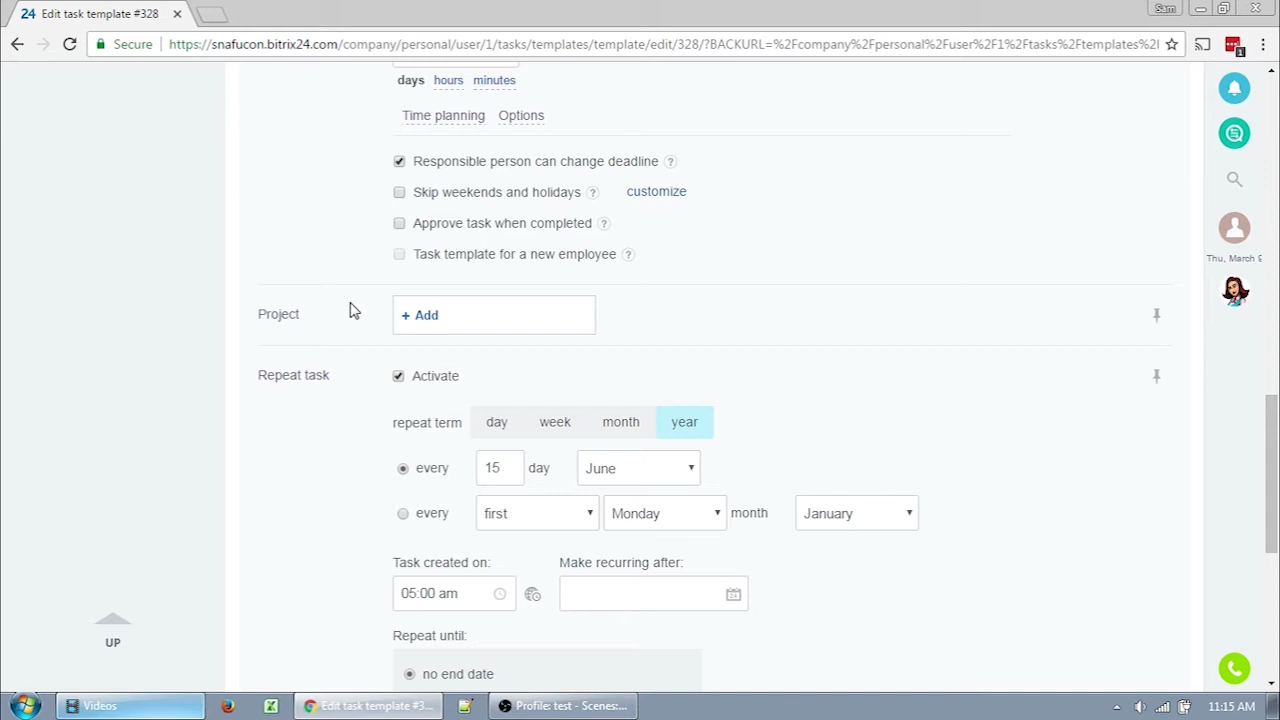 24 Edit task template #328
Sam
Secure https://snafucon.bitrix24.com/company/personal/user/1/tasks/templates/template/edit/328/?BACKURL=%2Fcompany%2Fpersonal%2Fuser%2F1%2Ftasks%2Ftemplates%2
1
days hours minutes
Time planning Options
Responsible person can change deadline ?
Skip weekends and holidays ? customize
Approve task when completed ?
Task template for a new employee ?
Thu, March 9
Project + Add
Repeat task Activate
repeat term day week month year
every 15 day June
every first Monday month January
Task created on: Make recurring after:
05:00 am
24
Repeat until:
no end date
UP
Videos Edit task template #3... Profile: test - Scenes:... 11:15 AM